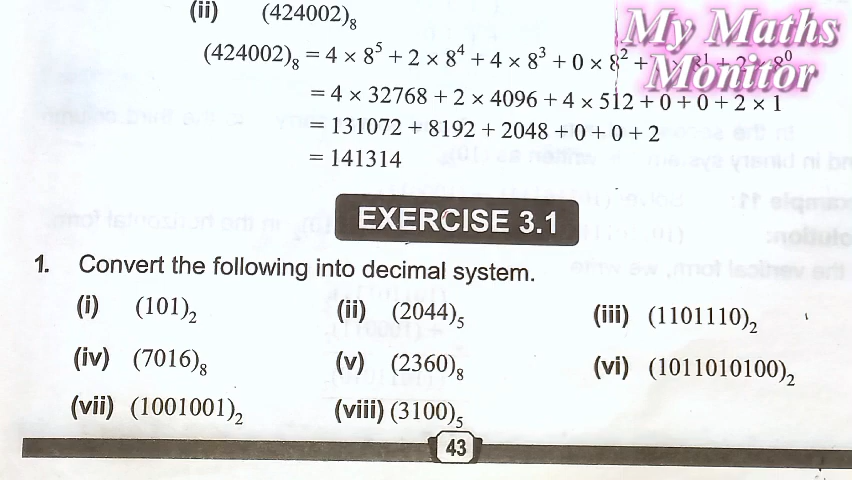 (ii) (424002)₈
My Maths Monitor
(424002)₈ = 4 × 8⁵ + 2 × 8⁴ + 4 × 8³ + 0 × 8² + × 8¹ + 2 × 8⁰
= 4 × 32768 + 2 × 4096 + 4 × 512 + 0 + 0 + 2 × 1
= 131072 + 8192 + 2048 + 0 + 0 + 2
= 141314
EXERCISE 3.1
1. Convert the following into decimal system.
(i) (101)₂ (ii) (2044)₅ (iii) (1101110)₂
(iv) (7016)₈ (v) (2360)₈ (vi) (1011010100)₂
(vii) (1001001)₂ (viii) (3100)₅
43